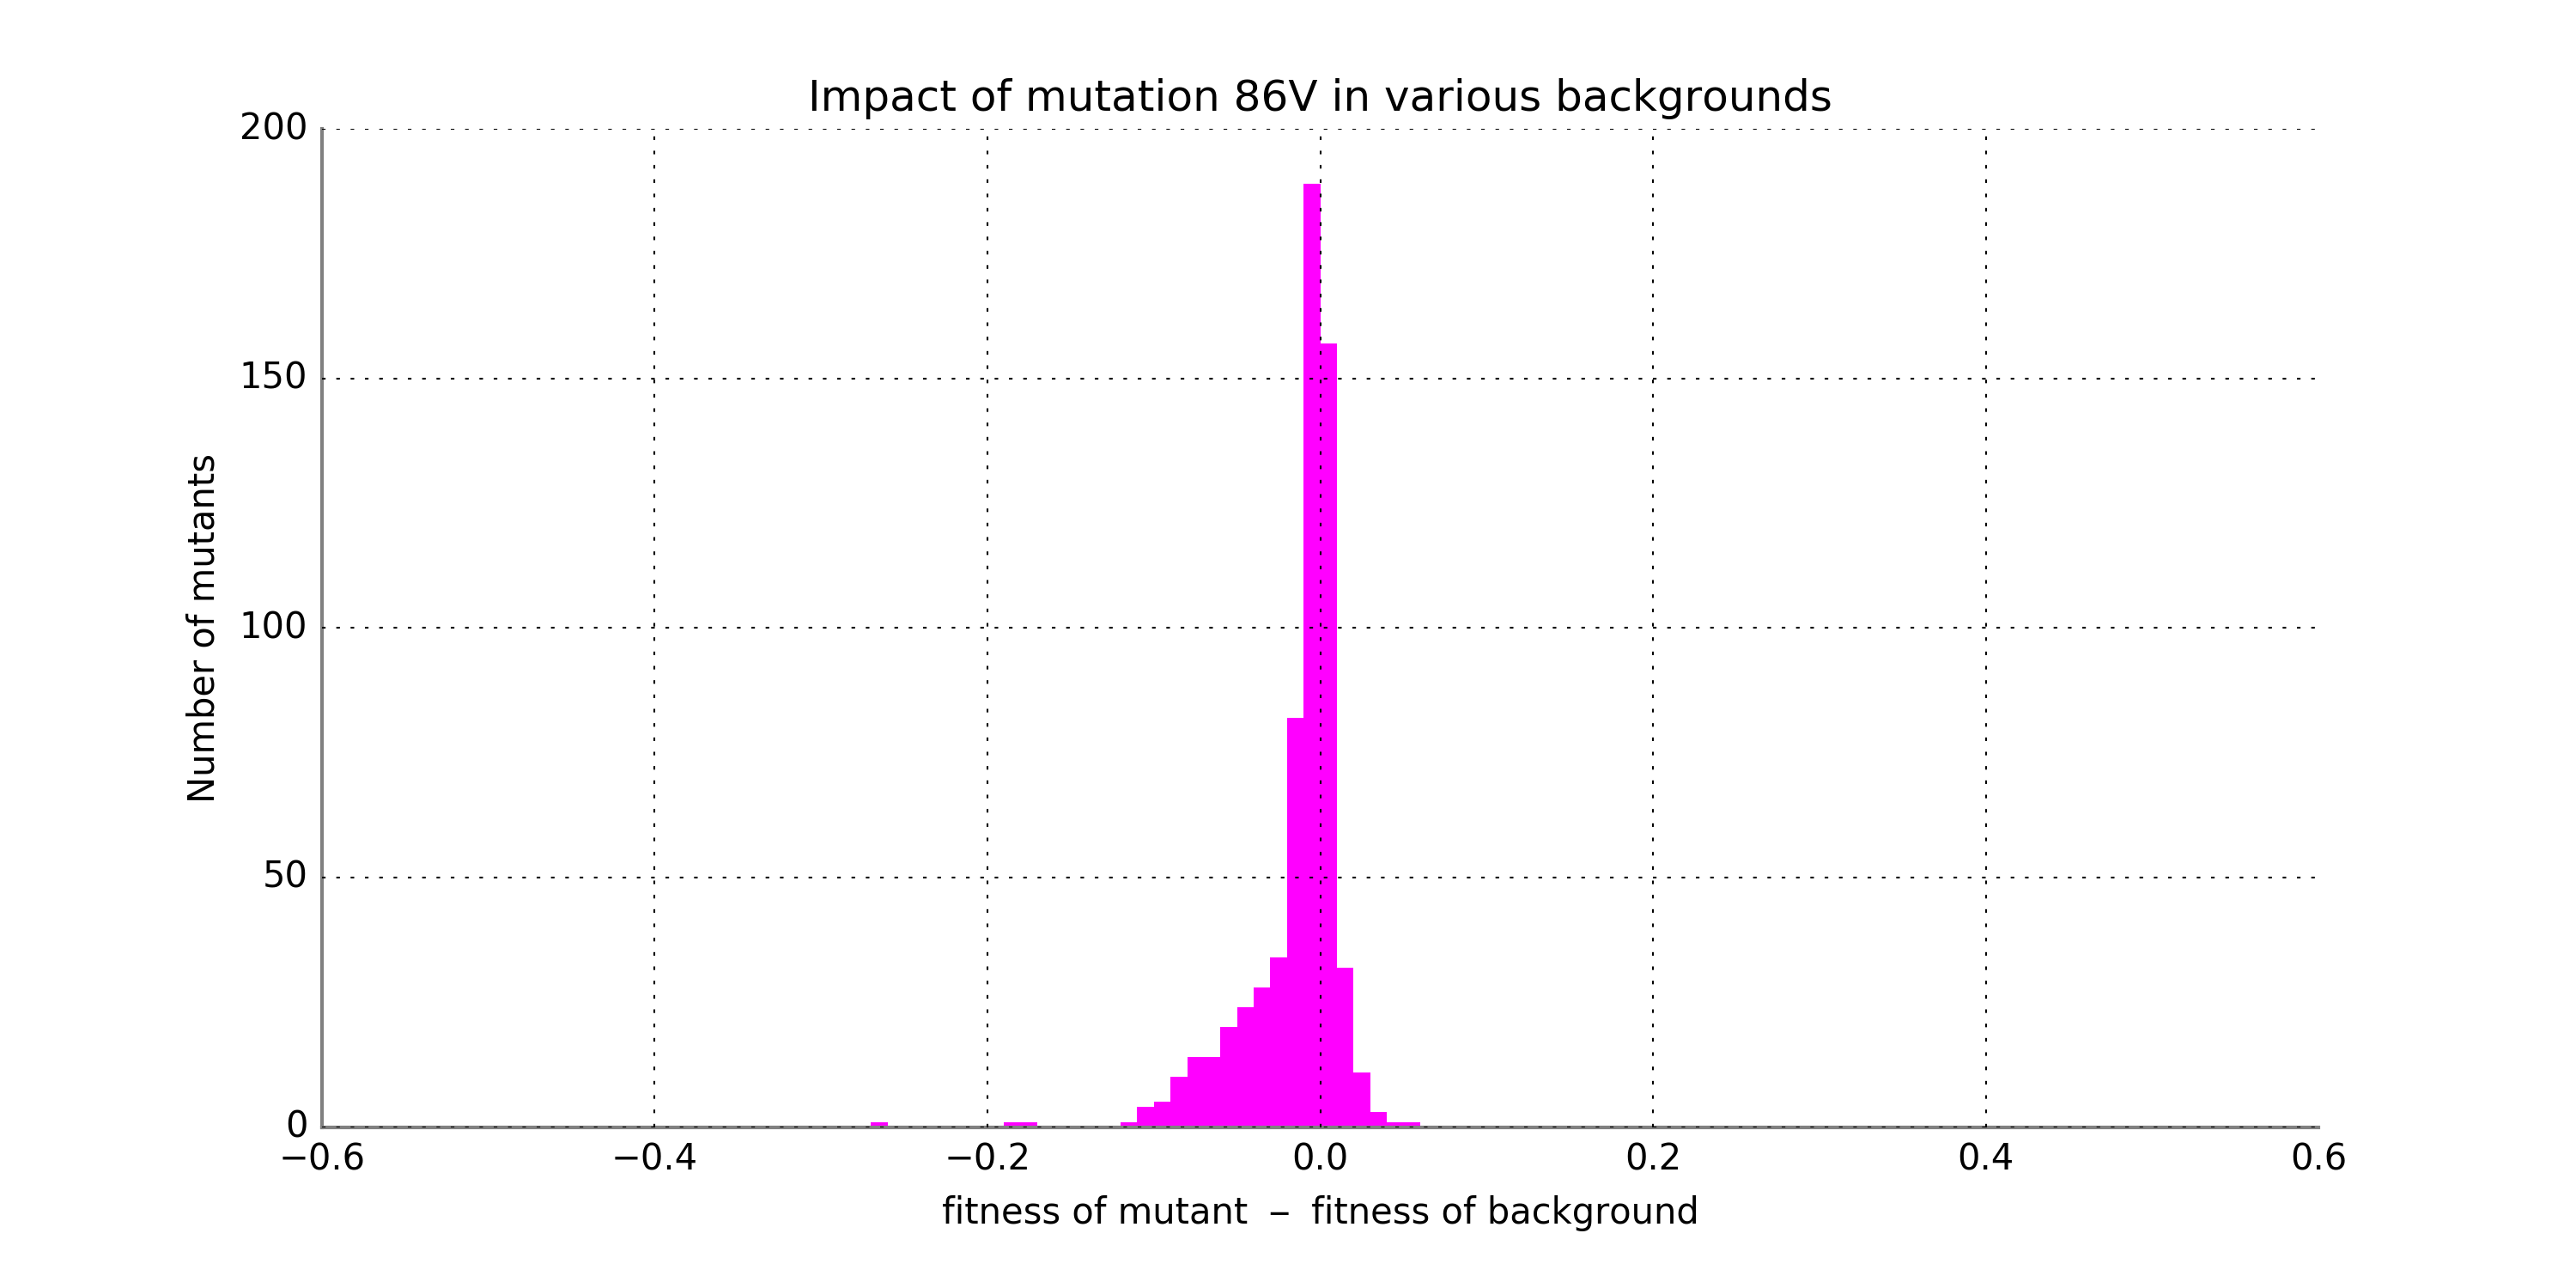 Impact of mutation 86V in various backgrounds
200
150
100
50
0
Number of mutants
−0.6 −0.4 −0.2 0.0 0.2 0.4 0.6
fitness of mutant − fitness of background